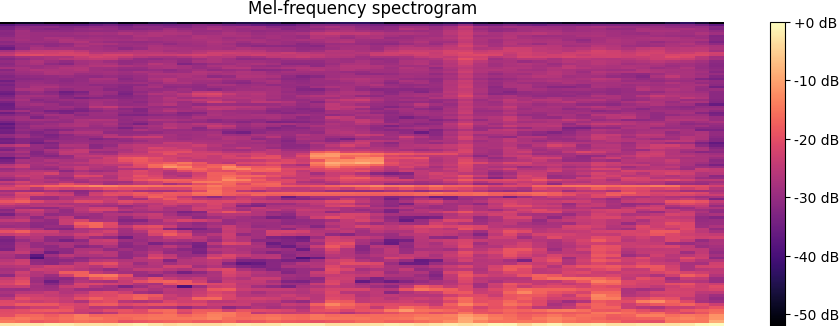 Mel-frequency spectrogram
+0 dB
-10 dB
-20 dB
-30 dB
-40 dB
-50 dB